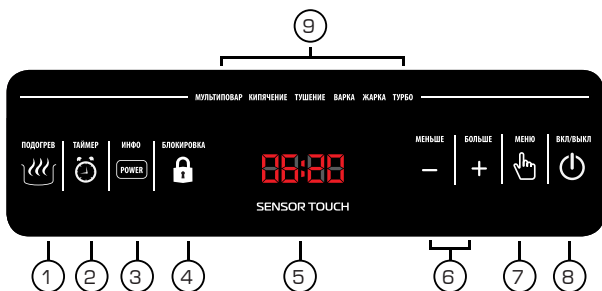 9
МУЛЬТИПОВАР КИПЯЧЕНИЕ ТУШЕНИЕ ВАРКА ЖАРКА ТУРБО
ПОДОГРЕВ ТАЙМЕР ИНФО БЛОКИРОВКА МЕНЬШЕ БОЛЬШЕ МЕНЮ ВКЛ/ВЫКЛ
POWER 88:88 − +
SENSOR TOUCH
1 2 3 4 5 6 7 8